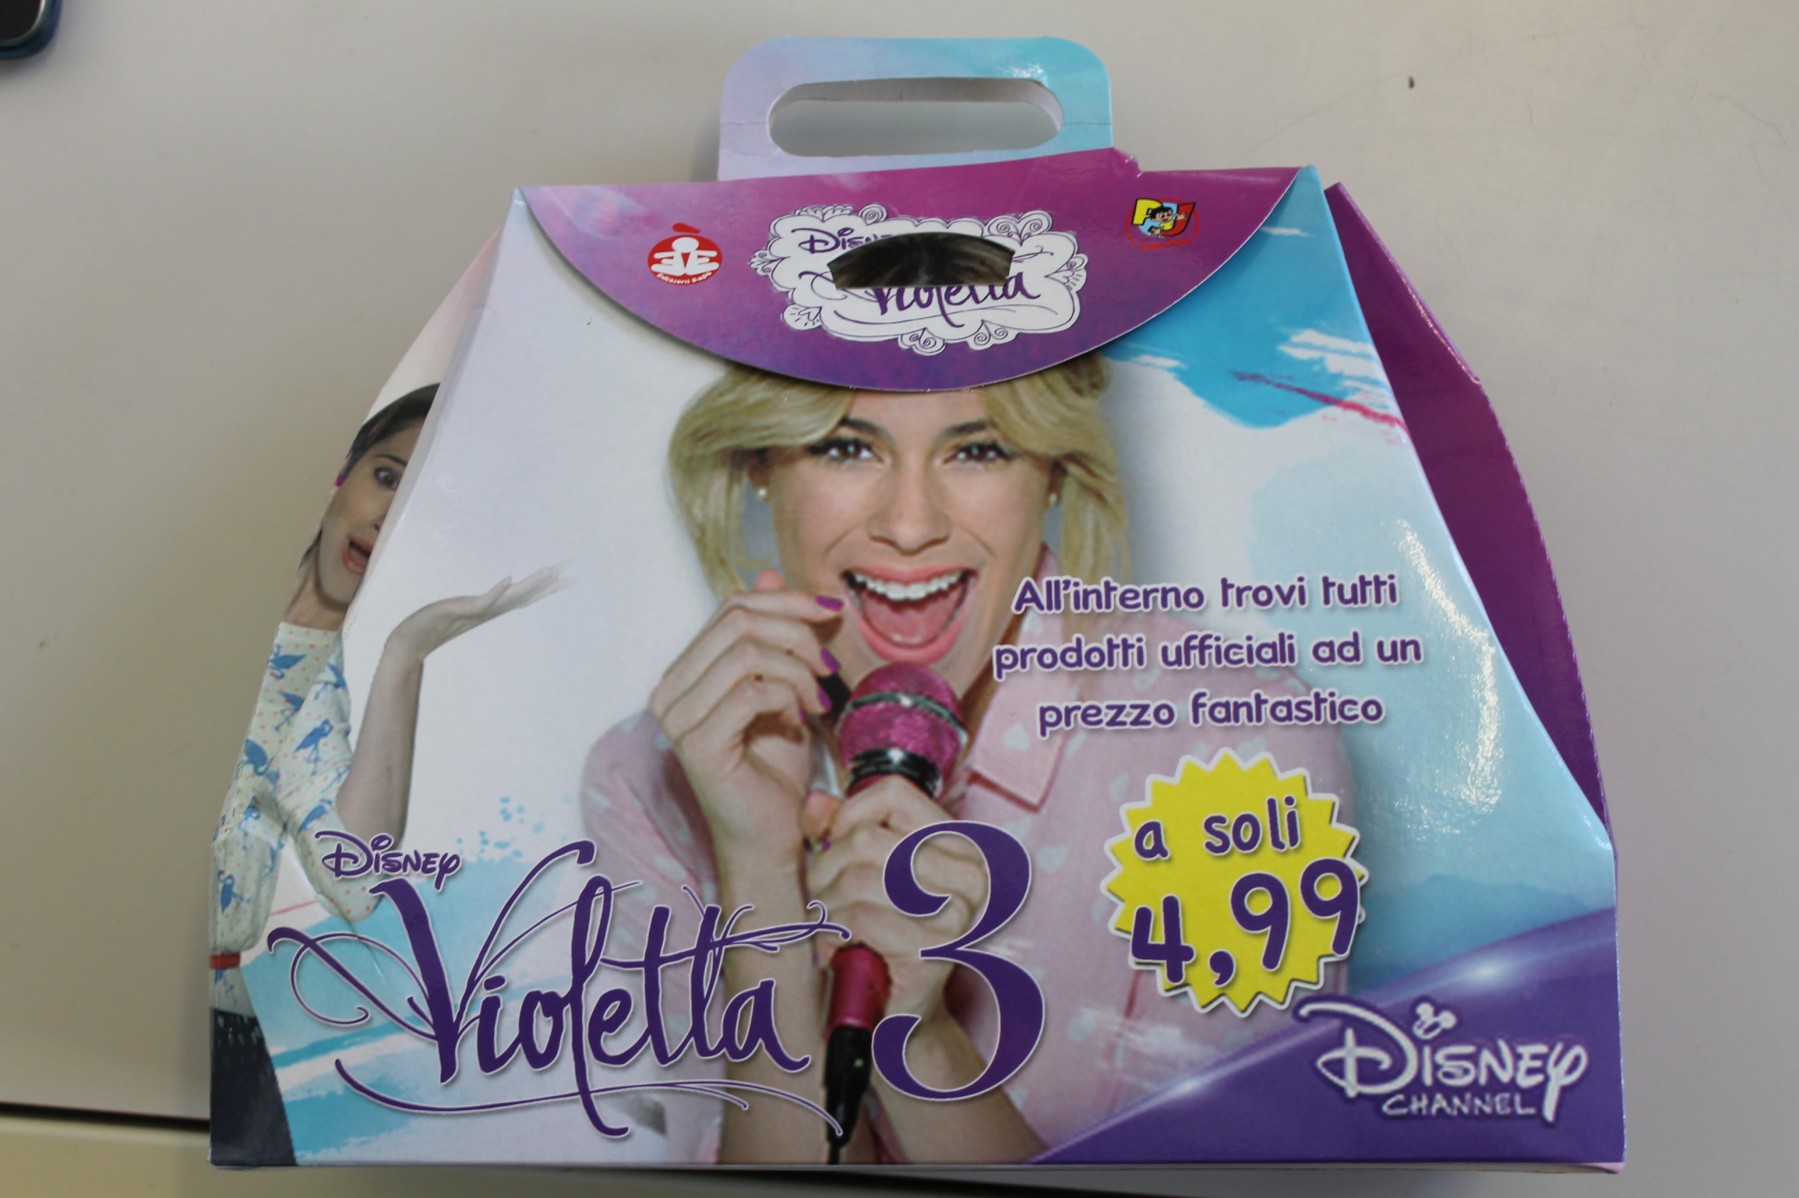 Disney
Violetta
All'interno trovi tutti
prodotti ufficiali ad un
prezzo fantastico
a soli
4,99
Disney
Violetta 3
Disney
Channel